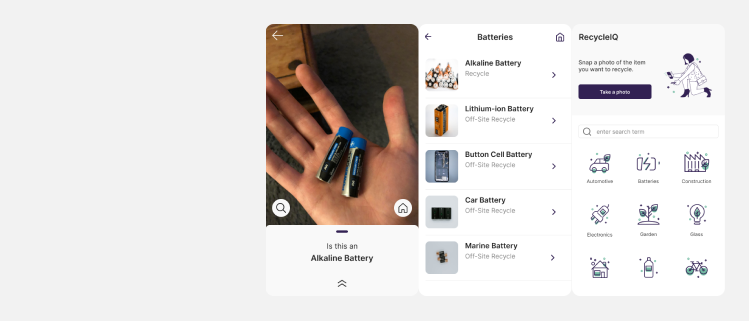 Is this an
Alkaline Battery
Batteries
Alkaline Battery
Recycle
Lithium-ion Battery
Off-Site Recycle
Button Cell Battery
Off-Site Recycle
Car Battery
Off-Site Recycle
Marine Battery
Off-Site Recycle
RecycleIQ
Snap a photo of the item
you want to recycle.
Take a photo
enter search term
Automotive
Batteries
Construction
Electronics
Garden
Glass